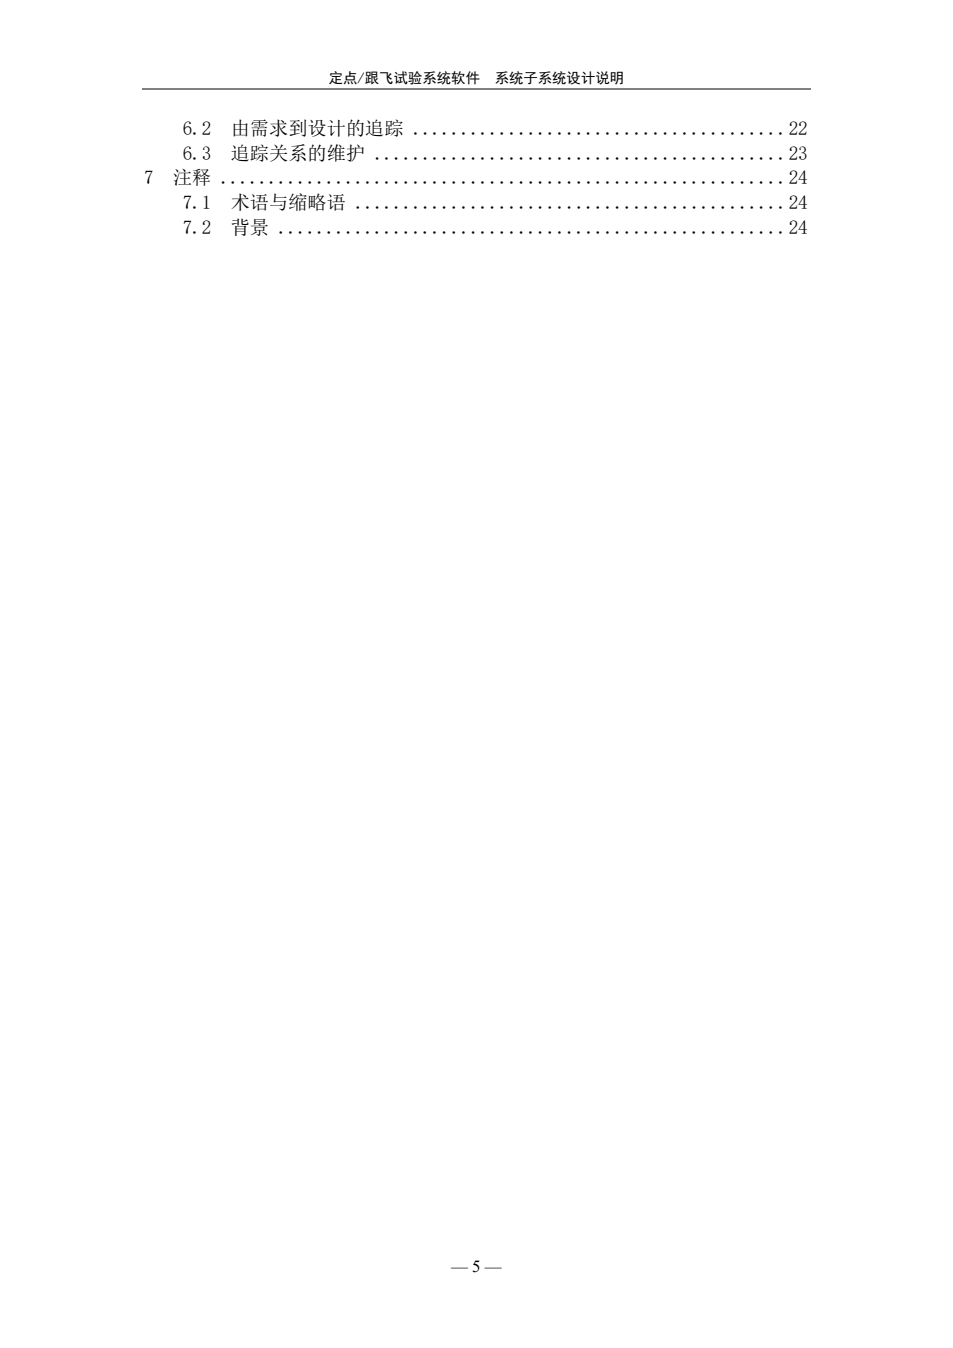 定点/跟飞试验系统软件　系统子系统设计说明
6.2　由需求到设计的追踪 ....................................... 22
6.3　追踪关系的维护 ........................................... 23
7　注释 ........................................................... 24
7.1　术语与缩略语 ............................................. 24
7.2　背景 ..................................................... 24
— 5 —